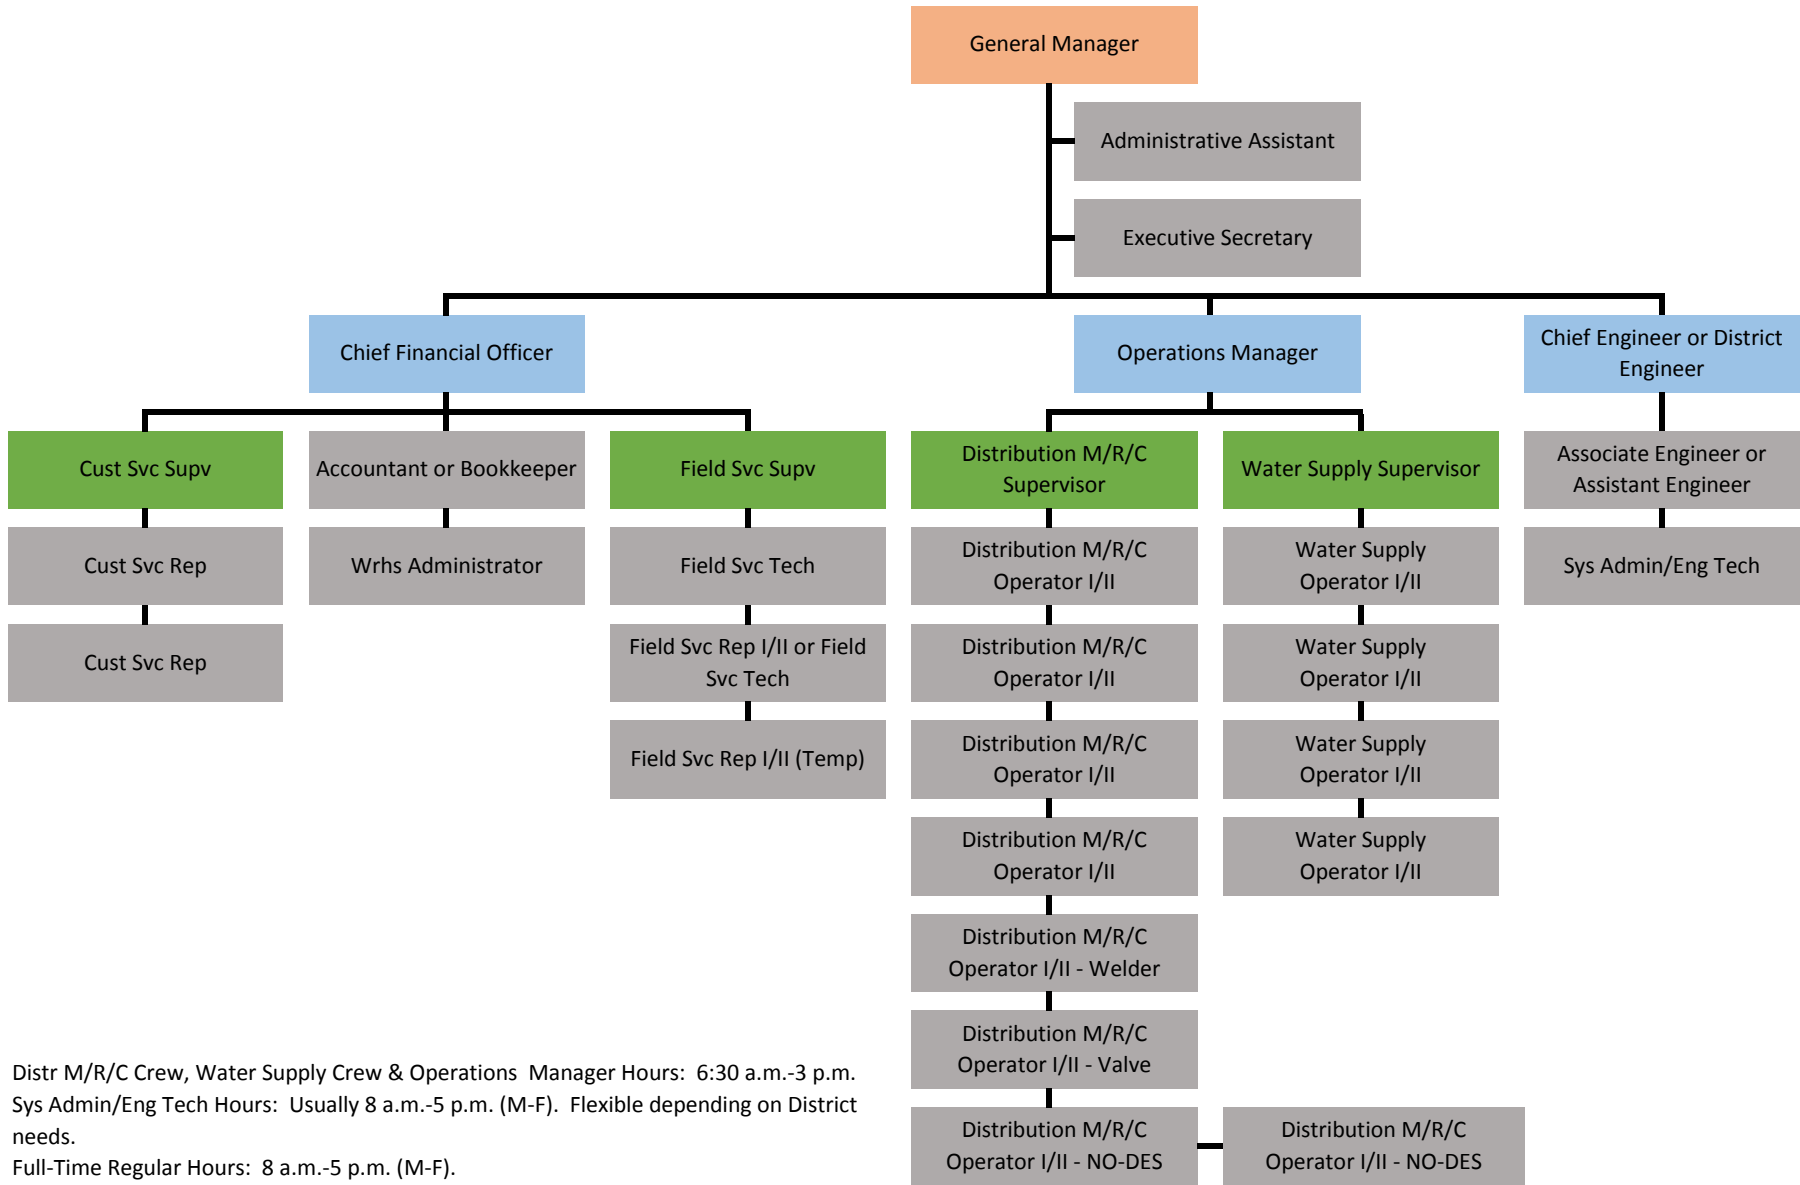 General Manager
Administrative Assistant
Executive Secretary
Chief Financial Officer
Operations Manager
Chief Engineer or District
Engineer
Cust Svc Supv
Accountant or Bookkeeper
Field Svc Supv
Distribution M/R/C
Supervisor
Water Supply Supervisor
Associate Engineer or
Assistant Engineer
Cust Svc Rep
Wrhs Administrator
Field Svc Tech
Distribution M/R/C
Operator I/II
Water Supply
Operator I/II
Sys Admin/Eng Tech
Cust Svc Rep
Field Svc Rep I/II or Field
Svc Tech
Distribution M/R/C
Operator I/II
Water Supply
Operator I/II
Field Svc Rep I/II (Temp)
Distribution M/R/C
Operator I/II
Water Supply
Operator I/II
Distribution M/R/C
Operator I/II
Water Supply
Operator I/II
Distribution M/R/C
Operator I/II - Welder
Distribution M/R/C
Operator I/II - Valve
Distribution M/R/C
Operator I/II - NO-DES
Distribution M/R/C
Operator I/II - NO-DES
Distr M/R/C Crew, Water Supply Crew & Operations Manager Hours: 6:30 a.m.-3 p.m.
Sys Admin/Eng Tech Hours: Usually 8 a.m.-5 p.m. (M-F). Flexible depending on District
needs.
Full-Time Regular Hours: 8 a.m.-5 p.m. (M-F).